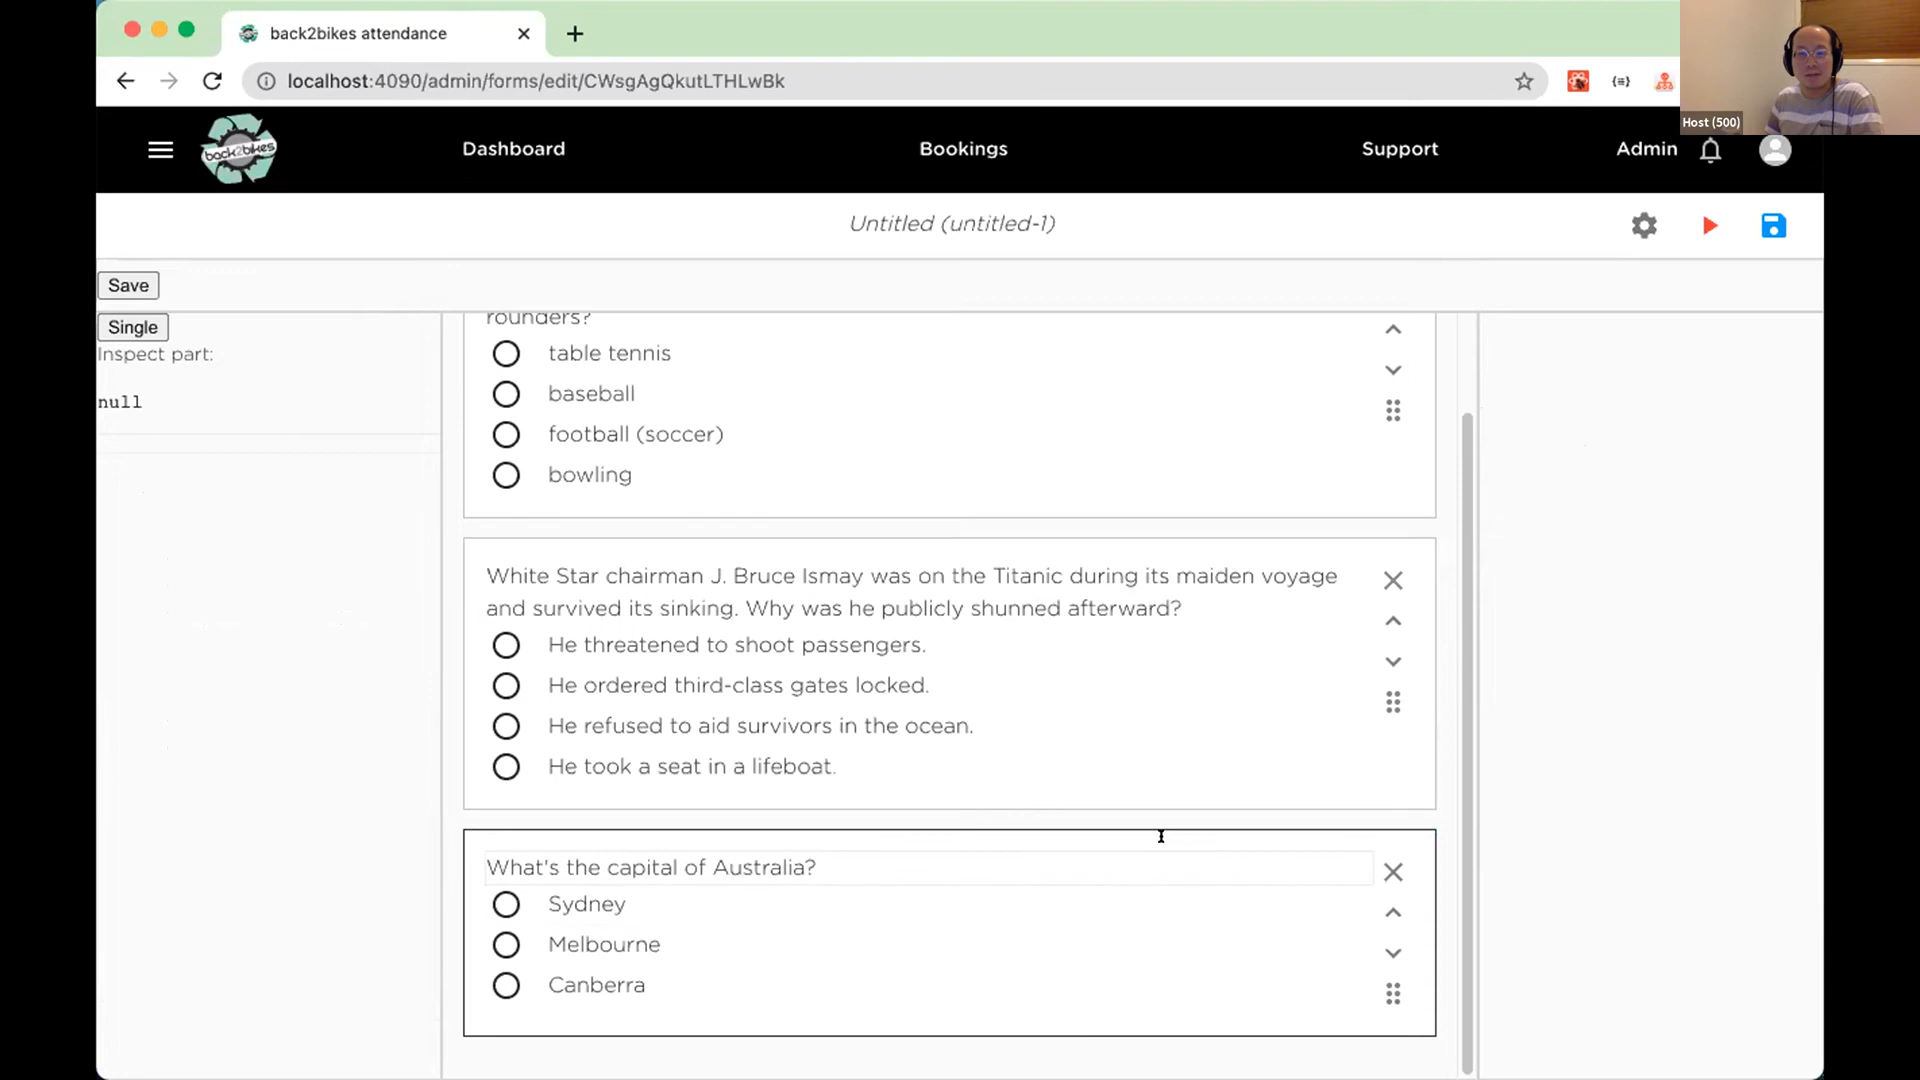 back2bikes attendance
localhost:4090/admin/forms/edit/CWsgAgQkutLTHLwBk
Host (500)
back2bikes
Dashboard
Bookings
Support
Admin
Untitled (untitled-1)
Save
Single
Inspect part:
null
rounders?
table tennis
baseball
football (soccer)
bowling
White Star chairman J. Bruce Ismay was on the Titanic during its maiden voyage
and survived its sinking. Why was he publicly shunned afterward?
He threatened to shoot passengers.
He ordered third-class gates locked.
He refused to aid survivors in the ocean.
He took a seat in a lifeboat.
What's the capital of Australia?
Sydney
Melbourne
Canberra